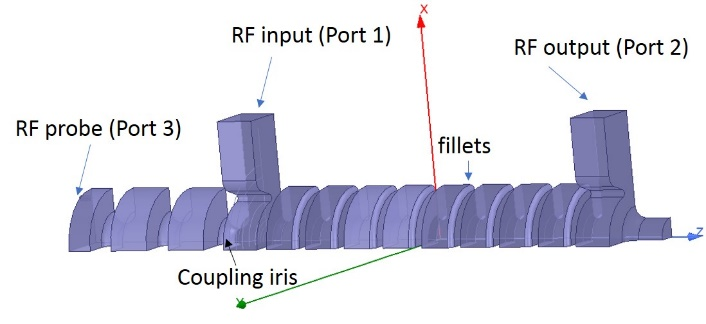 X
RF input (Port 1)
RF output (Port 2)
RF probe (Port 3)
fillets
Z
Coupling iris